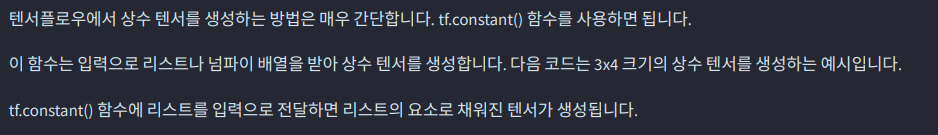 텐서플로우에서 상수 텐서를 생성하는 방법은 매우 간단합니다. tf.constant() 함수를 사용하면 됩니다.
이 함수는 입력으로 리스트나 넘파이 배열을 받아 상수 텐서를 생성합니다. 다음 코드는 3x4 크기의 상수 텐서를 생성하는 예시입니다.
tf.constant() 함수에 리스트를 입력으로 전달하면 리스트의 요소로 채워진 텐서가 생성됩니다.